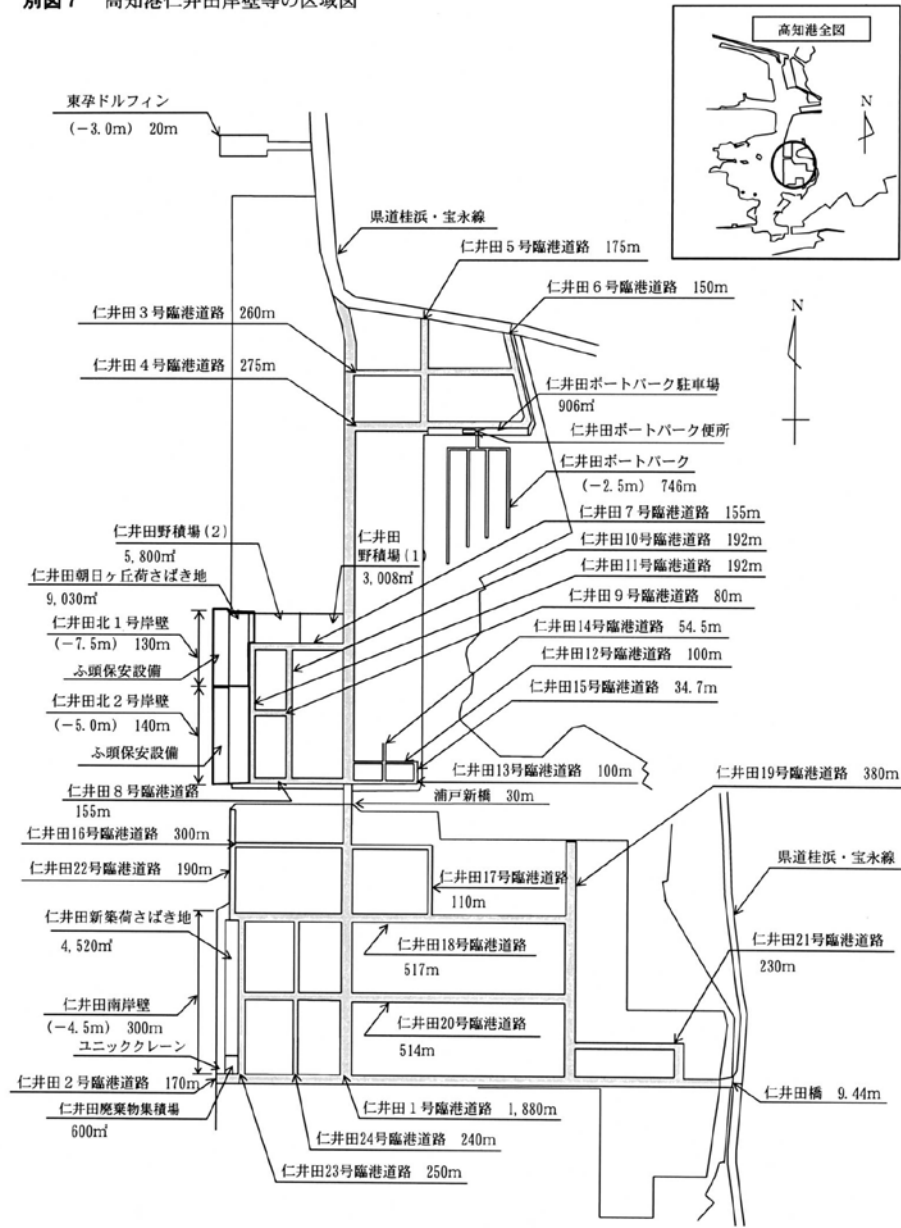 別図7 高知港仁井田岸壁等の区域図
高知港全図
N
東孕ドルフィン
(-3.0m) 20m
県道桂浜・宝永線
仁井田5号臨港道路 175m
仁井田6号臨港道路 150m
N
仁井田3号臨港道路 260m
仁井田4号臨港道路 275m
仁井田ボートパーク駐車場
906㎡
仁井田ボートパーク便所
仁井田ボートパーク
(-2.5m) 746m
仁井田7号臨港道路 155m
仁井田野積場(2)
5,800㎡
仁井田
野積場(1)
3,008㎡
仁井田10号臨港道路 192m
仁井田11号臨港道路 192m
仁井田朝日ヶ丘荷さばき地
9,030㎡
仁井田9号臨港道路 80m
仁井田北1号岸壁
(-7.5m) 130m
仁井田14号臨港道路 54.5m
仁井田12号臨港道路 100m
ふ頭保安設備
仁井田15号臨港道路 34.7m
仁井田北2号岸壁
(-5.0m) 140m
ふ頭保安設備
仁井田13号臨港道路 100m
仁井田19号臨港道路 380m
仁井田8号臨港道路
155m
浦戸新橋 30m
仁井田16号臨港道路 300m
県道桂浜・宝永線
仁井田22号臨港道路 190m
仁井田17号臨港道路
110m
仁井田新築荷さばき地
4,520㎡
仁井田18号臨港道路
517m
仁井田21号臨港道路
230m
仁井田南岸壁
(-4.5m) 300m
仁井田20号臨港道路
514m
ユニッククレーン
仁井田2号臨港道路 170m
仁井田廃棄物集積場
600㎡
仁井田1号臨港道路 1,880m
仁井田橋 9.44m
仁井田24号臨港道路 240m
仁井田23号臨港道路 250m